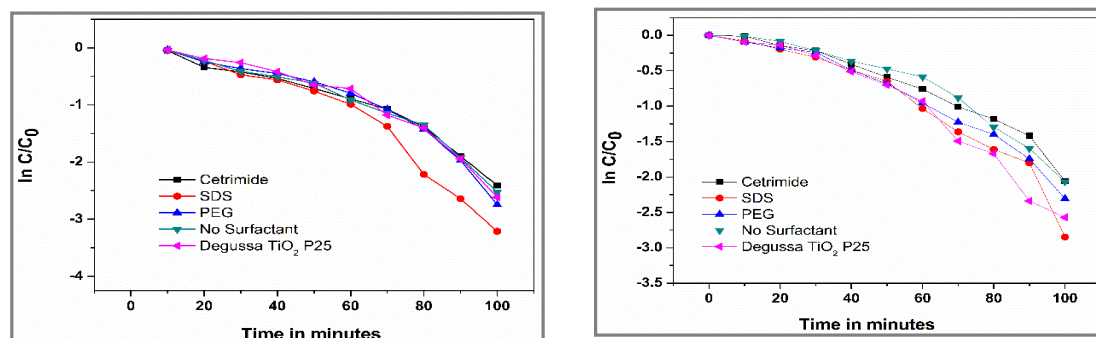 0
-1
-2
-3
-4
ln C/C0
Cetrimide
SDS
PEG
No Surfactant
Degussa TiO2 P25
0 20 40 60 80 100
Time in minutes
0.0
-0.5
-1.0
-1.5
-2.0
-2.5
-3.0
-3.5
ln C/C0
Cetrimide
SDS
PEG
No Surfactant
Degussa TiO2 P25
0 20 40 60 80 100
Time in minutes